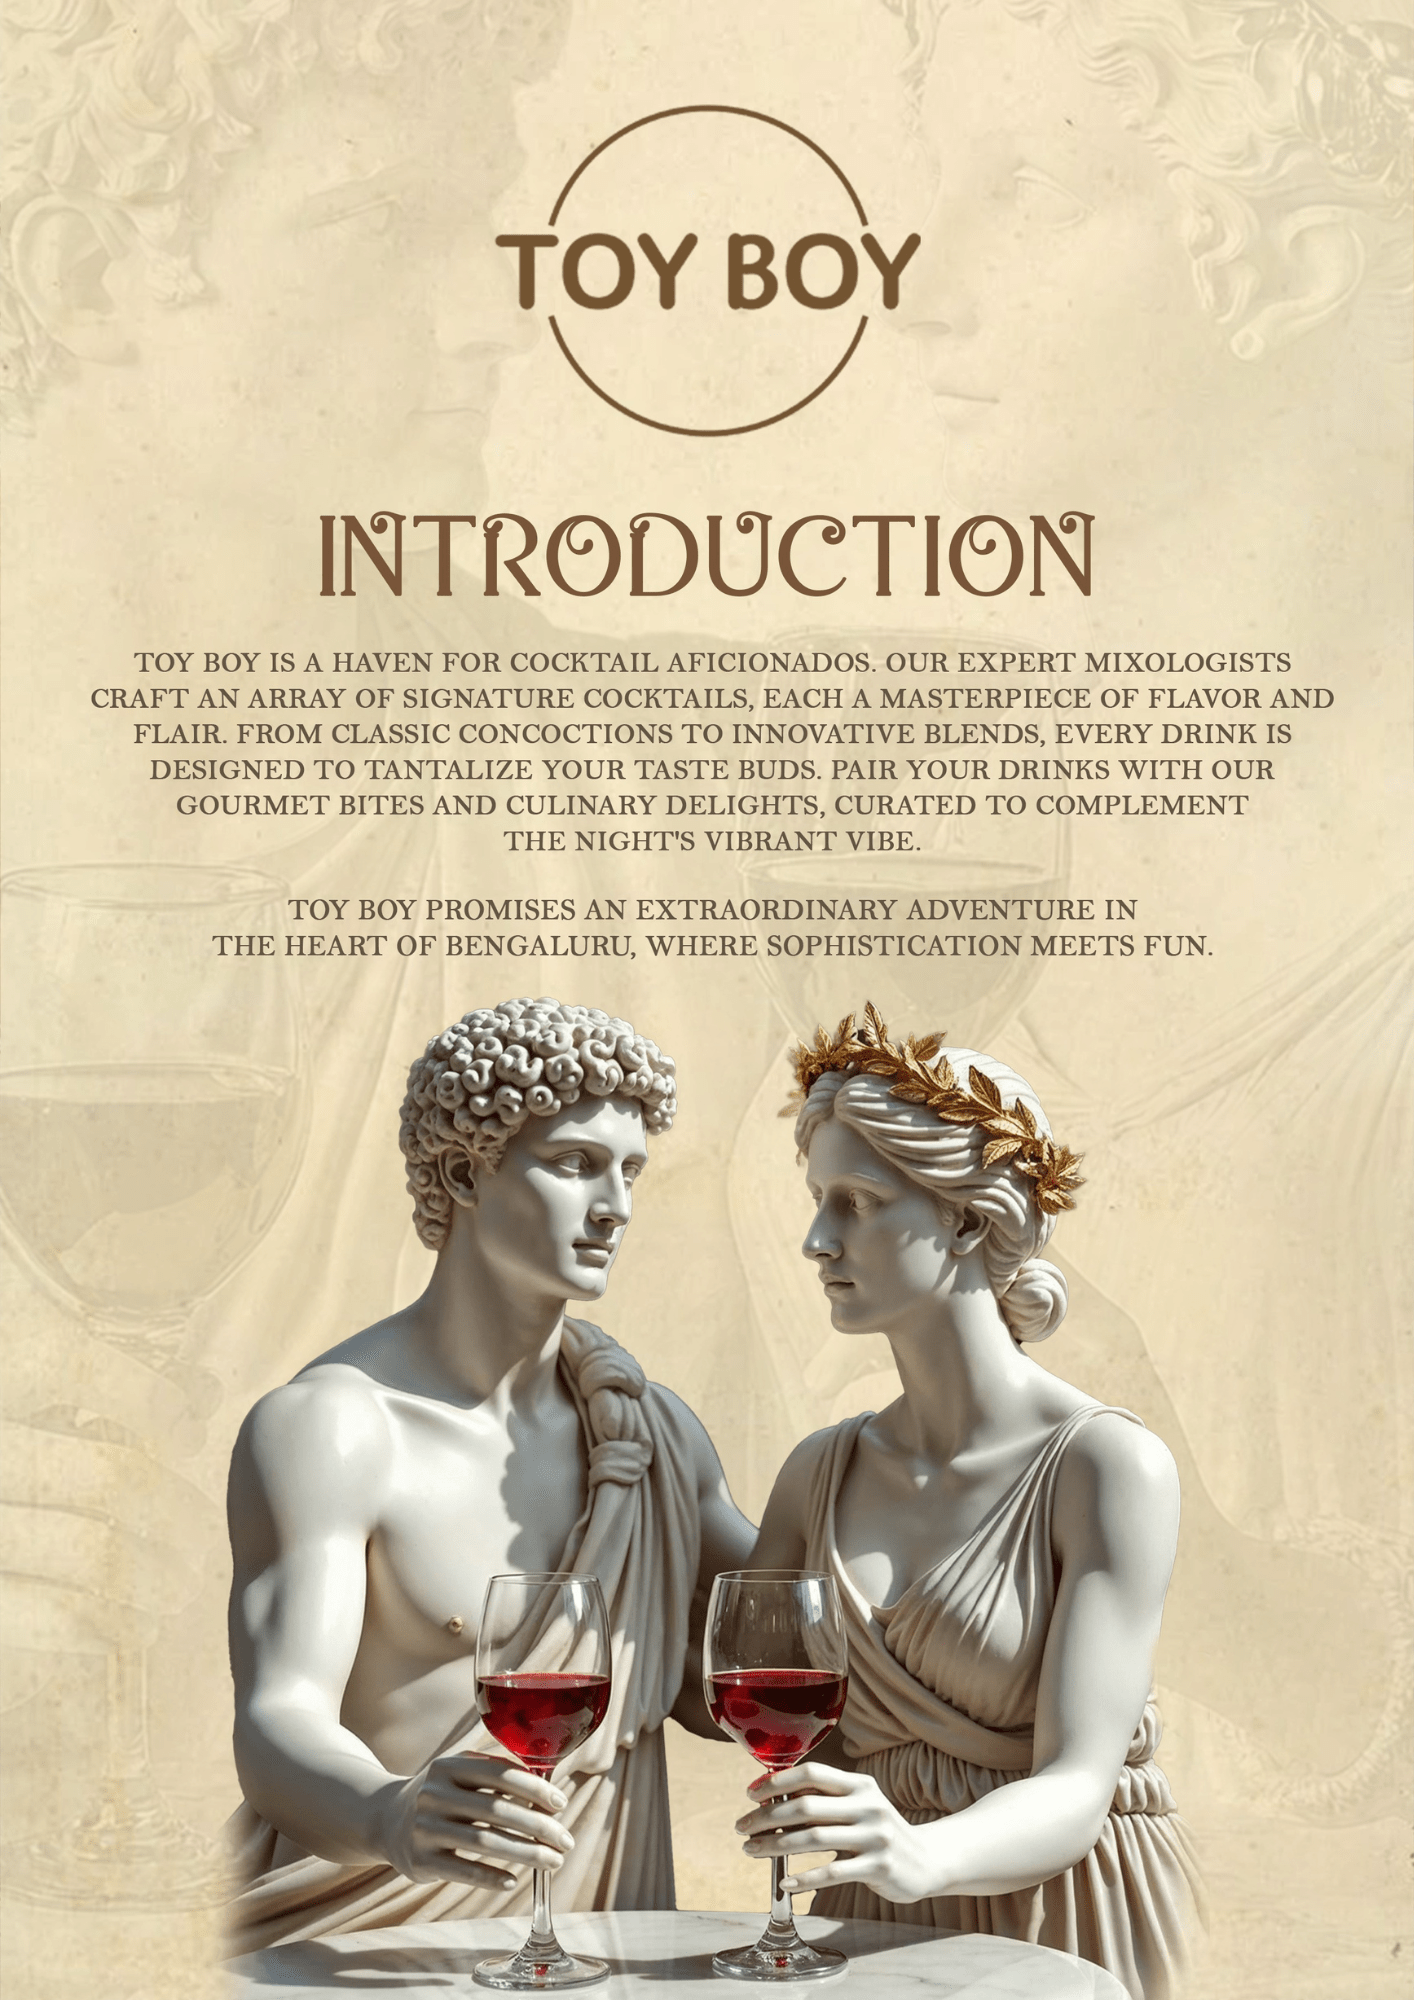 TOY BOY
INTRODUCTION
TOY BOY IS A HAVEN FOR COCKTAIL AFICIONADOS. OUR EXPERT MIXOLOGISTS
CRAFT AN ARRAY OF SIGNATURE COCKTAILS, EACH A MASTERPIECE OF FLAVOR AND
FLAIR. FROM CLASSIC CONCOCTIONS TO INNOVATIVE BLENDS, EVERY DRINK IS
DESIGNED TO TANTALIZE YOUR TASTE BUDS. PAIR YOUR DRINKS WITH OUR
GOURMET BITES AND CULINARY DELIGHTS, CURATED TO COMPLEMENT
THE NIGHT'S VIBRANT VIBE.
TOY BOY PROMISES AN EXTRAORDINARY ADVENTURE IN
THE HEART OF BENGALURU, WHERE SOPHISTICATION MEETS FUN.